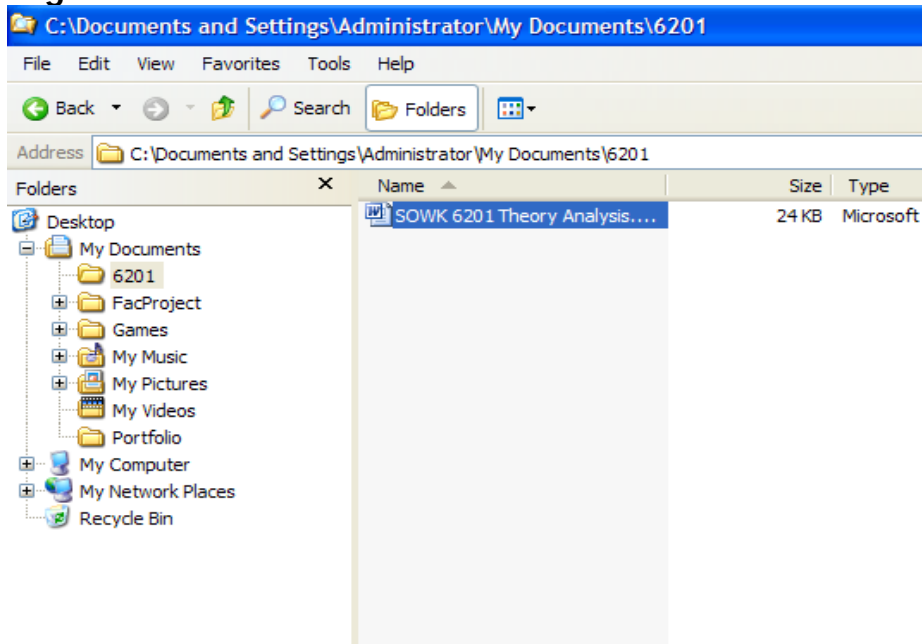 C:\Documents and Settings\Administrator\My Documents\6201
File Edit View Favorites Tools Help
Back Search Folders
Address C:\Documents and Settings\Administrator\My Documents\6201
Folders × Name Size Type
SOWK 6201 Theory Analysis.... 24 KB Microsoft
Desktop
My Documents
6201
FacProject
Games
My Music
My Pictures
My Videos
Portfolio
My Computer
My Network Places
Recycle Bin